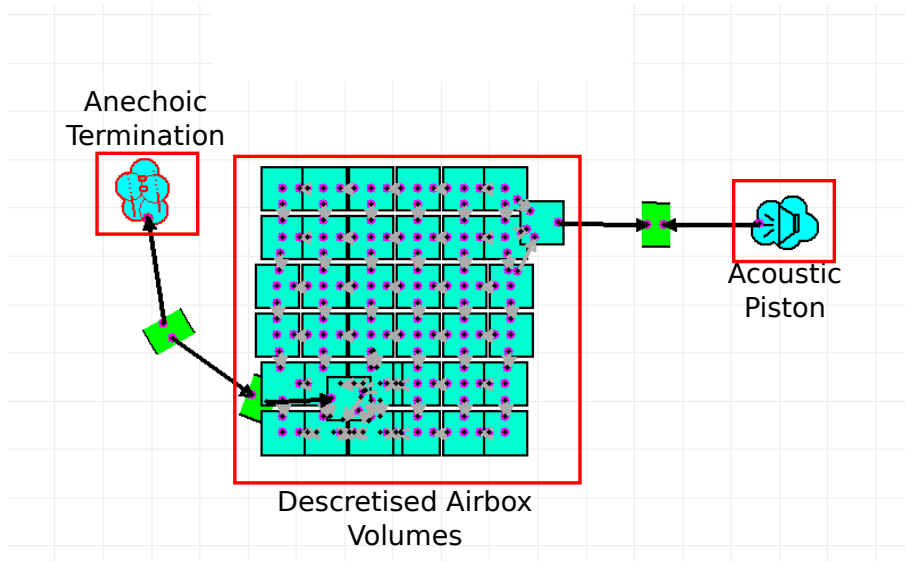 Anechoic
Termination
Acoustic
Piston
Descretised Airbox
Volumes